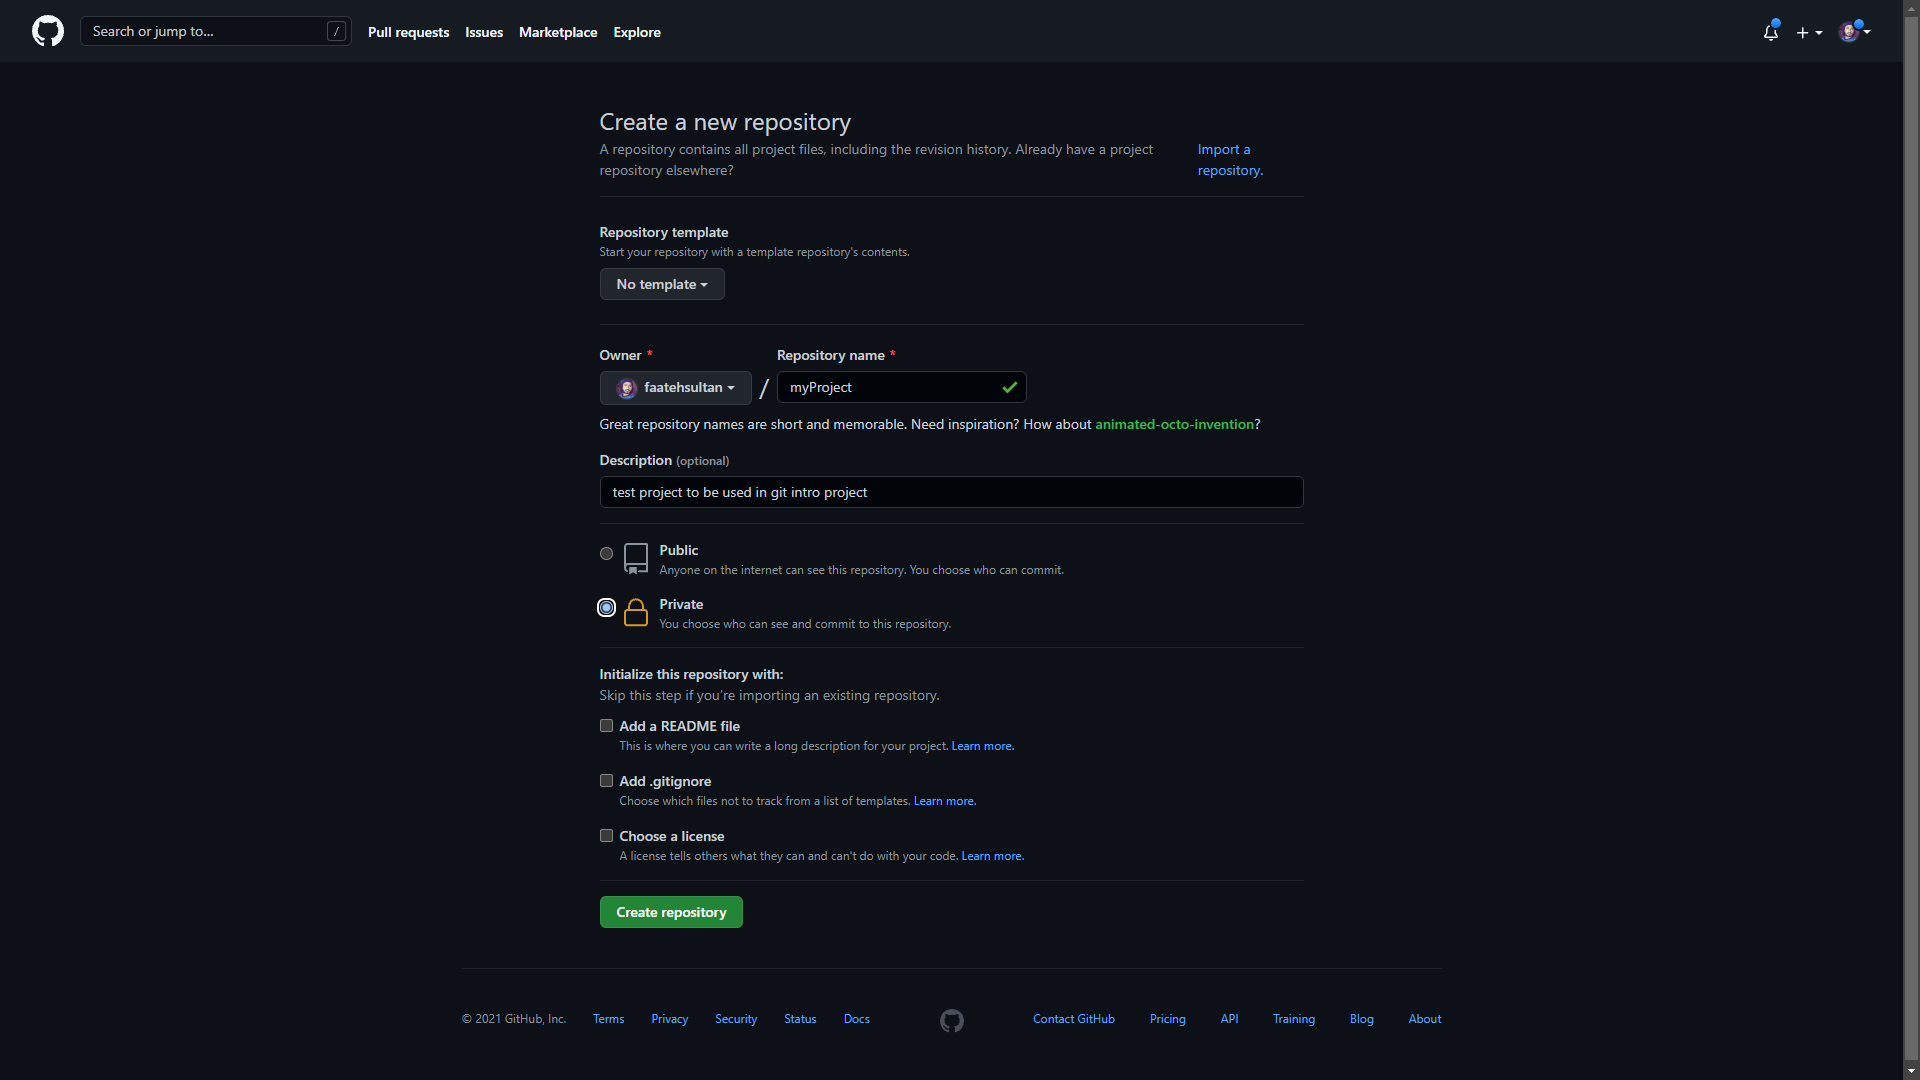 Search or jump to... /
Pull requests Issues Marketplace Explore
Create a new repository
A repository contains all project files, including the revision history. Already have a project
repository elsewhere?
Import a
repository.
Repository template
Start your repository with a template repository's contents.
No template
Owner *
Repository name *
faatehsultan / myProject
Great repository names are short and memorable. Need inspiration? How about animated-octo-invention?
Description (optional)
test project to be used in git intro project
Public
Anyone on the internet can see this repository. You choose who can commit.
Private
You choose who can see and commit to this repository.
Initialize this repository with:
Skip this step if you’re importing an existing repository.
Add a README file
This is where you can write a long description for your project. Learn more.
Add .gitignore
Choose which files not to track from a list of templates. Learn more.
Choose a license
A license tells others what they can and can't do with your code. Learn more.
Create repository
© 2021 GitHub, Inc. Terms Privacy Security Status Docs Contact GitHub Pricing API Training Blog About